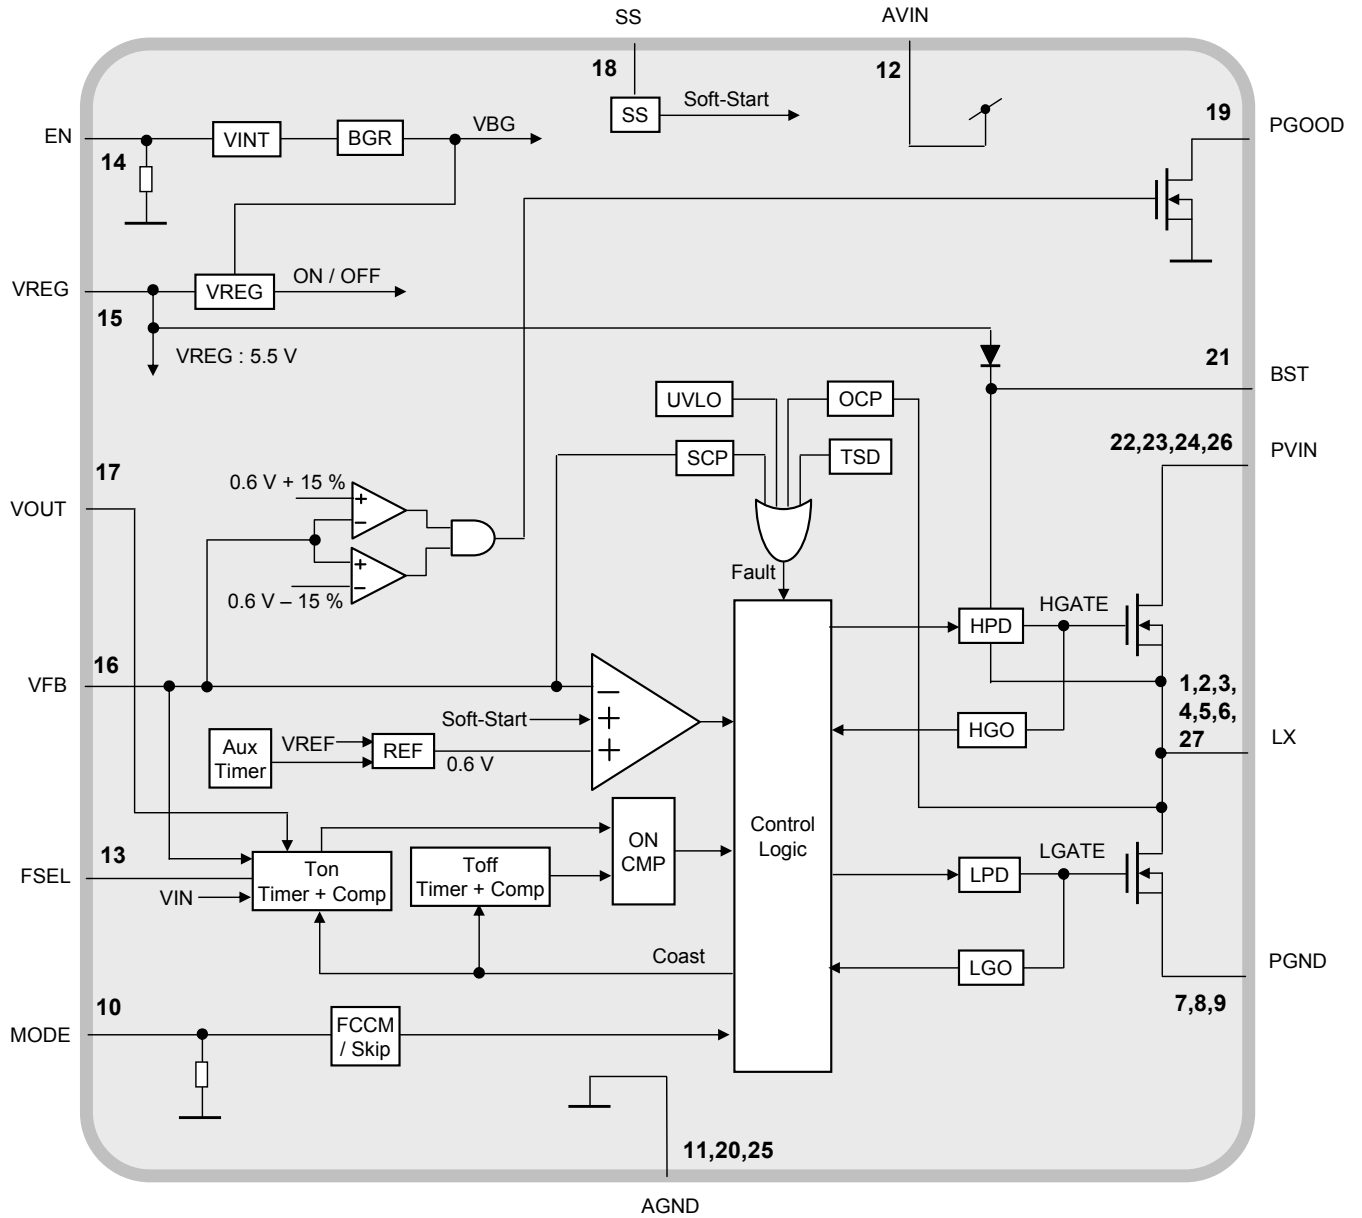 SS
AVIN
18
12
SS
Soft-Start
19
PGOOD
EN
14
VINT
BGR
VBG
VREG
15
VREG
ON / OFF
VREG : 5.5 V
21
BST
UVLO
OCP
22,23,24,26
PVIN
SCP
TSD
17
VOUT
0.6 V + 15 %
+
−
+
−
0.6 V – 15 %
Fault
HPD
HGATE
16
VFB
−
+
+
Soft-Start
1,2,3,
4,5,6,
27
LX
HGO
Aux
Timer
VREF
REF
0.6 V
Control
Logic
ON
CMP
13
FSEL
VIN
Ton
Timer + Comp
Toff
Timer + Comp
LPD
LGATE
Coast
LGO
PGND
7,8,9
10
MODE
FCCM
/ Skip
11,20,25
AGND